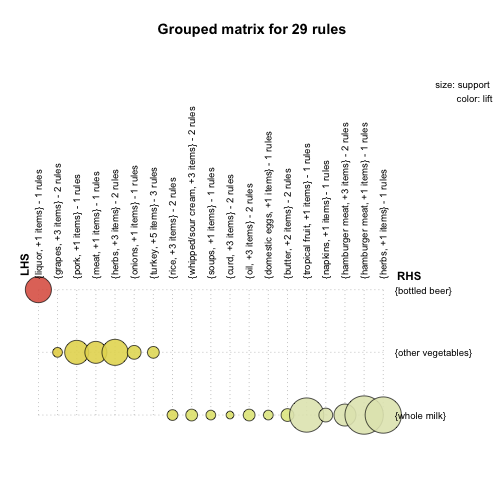 Grouped matrix for 29 rules
size: support
color: lift
{liquor, +1 items} - 1 rules
{grapes, +3 items} - 2 rules
{pork, +1 items} - 1 rules
{meat, +1 items} - 1 rules
{herbs, +3 items} - 2 rules
{onions, +1 items} - 1 rules
{turkey, +5 items} - 3 rules
{rice, +3 items} - 2 rules
{whipped/sour cream, +3 items} - 2 rules
{soups, +1 items} - 1 rules
{curd, +3 items} - 2 rules
{oil, +3 items} - 2 rules
{domestic eggs, +1 items} - 1 rules
{butter, +2 items} - 2 rules
{tropical fruit, +1 items} - 1 rules
{napkins, +1 items} - 1 rules
{hamburger meat, +3 items} - 2 rules
{hamburger meat, +1 items} - 1 rules
{herbs, +1 items} - 1 rules
LHS
RHS
{bottled beer}
{other vegetables}
{whole milk}